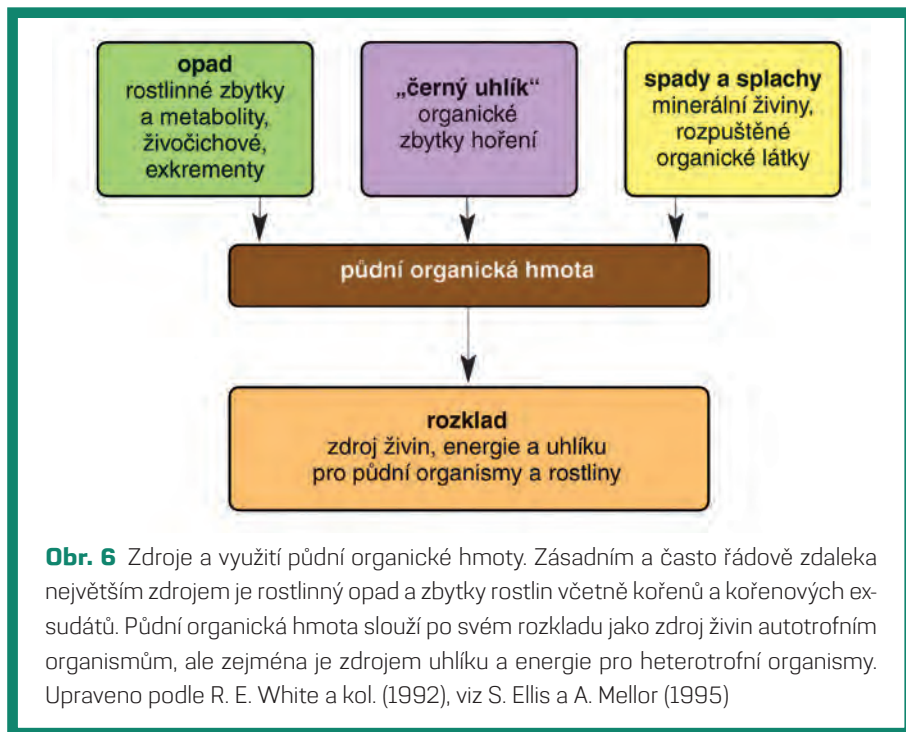 opad
rostlinné zbytky
a metabolity,
živočichové,
exkrementy
„černý uhlík“
organické
zbytky hoření
spady a splachy
minerální živiny,
rozpuštěné
organické látky
půdní organická hmota
rozklad
zdroj živin, energie a uhlíku
pro půdní organismy a rostliny
Obr. 6 Zdroje a využití půdní organické hmoty. Zásadním a často řádově zdaleka
největším zdrojem je rostlinný opad a zbytky rostlin včetně kořenů a kořenových ex-
sudátů. Půdní organická hmota slouží po svém rozkladu jako zdroj živin autotrofním
organismům, ale zejména je zdrojem uhlíku a energie pro heterotrofní organismy.
Upraveno podle R. E. White a kol. (1992), viz S. Ellis a A. Mellor (1995)